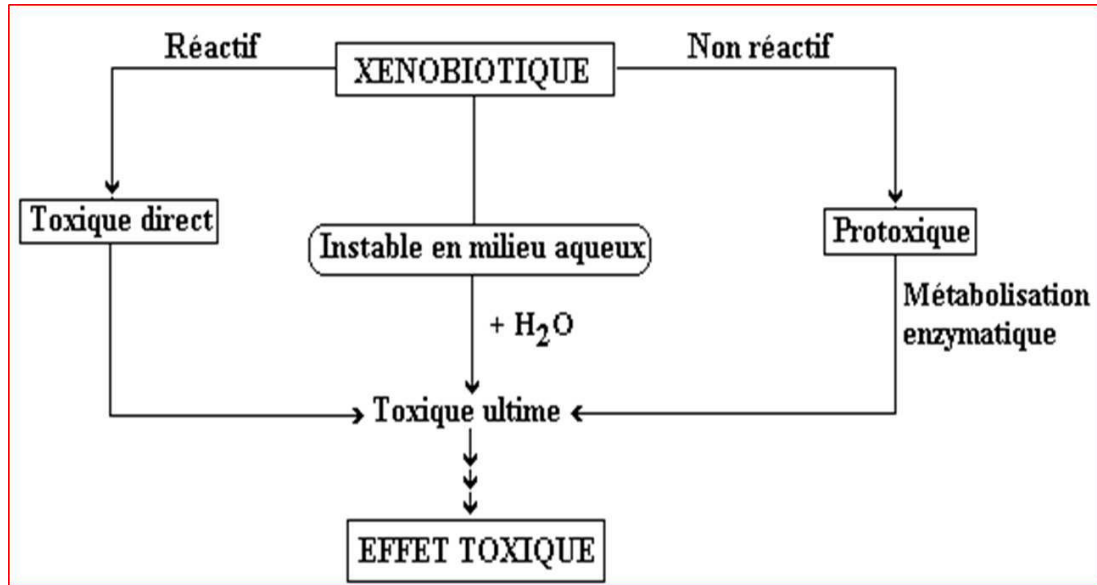 Réactif
XENOBIOTIQUE
Non réactif
Toxique direct
Instable en milieu aqueux
Protoxique
+ H2O
Métabolisation
enzymatique
Toxique ultime
EFFET TOXIQUE